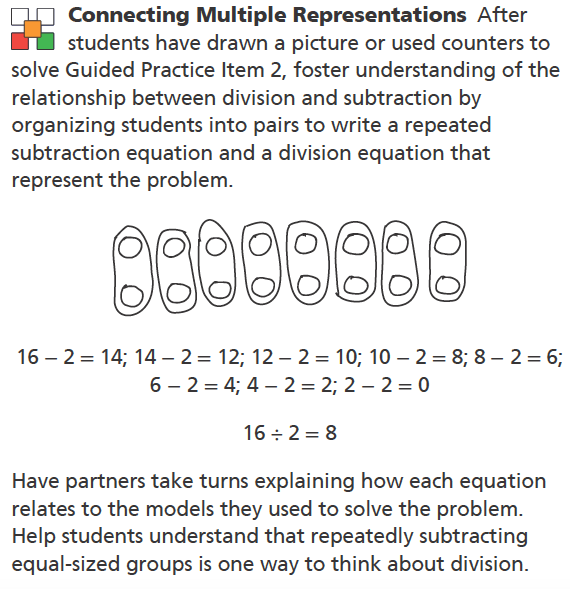 Connecting Multiple Representations After
students have drawn a picture or used counters to
solve Guided Practice Item 2, foster understanding of the
relationship between division and subtraction by
organizing students into pairs to write a repeated
subtraction equation and a division equation that
represent the problem.
16 – 2 = 14; 14 – 2 = 12; 12 – 2 = 10; 10 – 2 = 8; 8 – 2 = 6;
6 – 2 = 4; 4 – 2 = 2; 2 – 2 = 0
16 ÷ 2 = 8
Have partners take turns explaining how each equation
relates to the models they used to solve the problem.
Help students understand that repeatedly subtracting
equal-sized groups is one way to think about division.